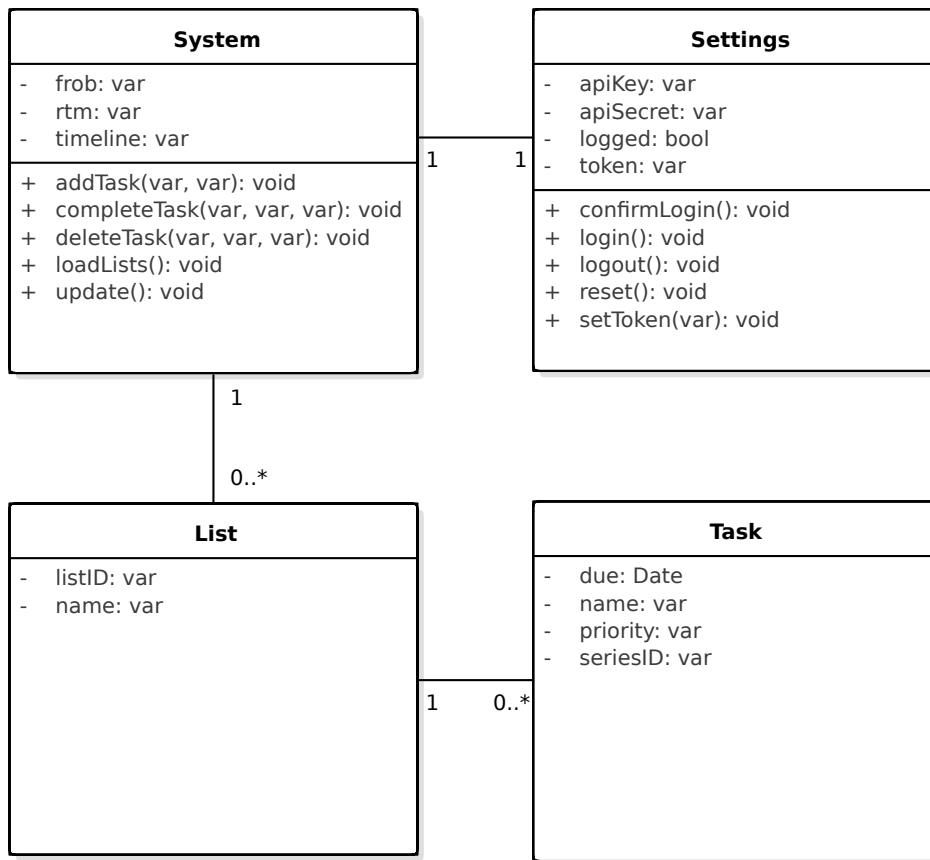 System
- frob: var
- rtm: var
- timeline: var
+ addTask(var, var): void
+ completeTask(var, var, var): void
+ deleteTask(var, var, var): void
+ loadLists(): void
+ update(): void
1
1
Settings
- apiKey: var
- apiSecret: var
- logged: bool
- token: var
+ confirmLogin(): void
+ login(): void
+ logout(): void
+ reset(): void
+ setToken(var): void
1
0..*
List
- listID: var
- name: var
1
0..*
Task
- due: Date
- name: var
- priority: var
- seriesID: var